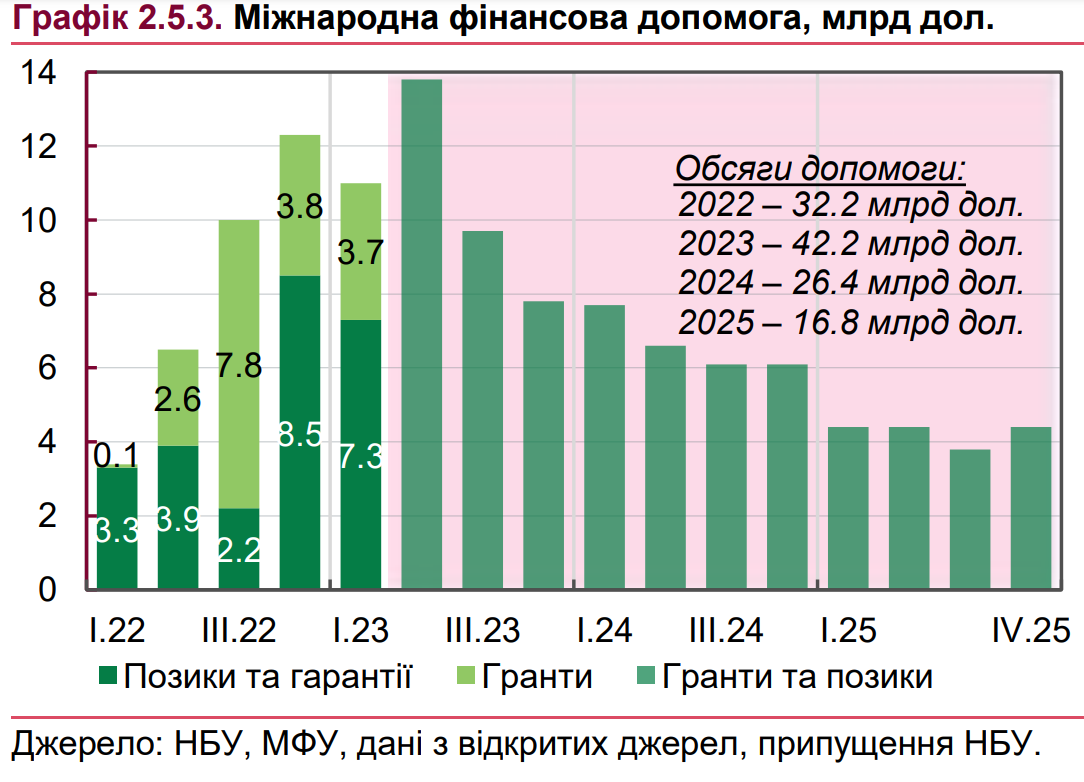 Графік 2.5.3. Міжнародна фінансова допомога, млрд дол.
14
12
10
8
6
4
2
0
Обсяги допомоги:
2022 – 32.2 млрд дол.
2023 – 42.2 млрд дол.
2024 – 26.4 млрд дол.
2025 – 16.8 млрд дол.
0.1
2.6
7.8
3.8
3.7
3.3
3.9
2.2
8.5
7.3
I.22 III.22 I.23 III.23 I.24 III.24 I.25 IV.25
Позики та гарантії Гранти Гранти та позики
Джерело: НБУ, МФУ, дані з відкритих джерел, припущення НБУ.